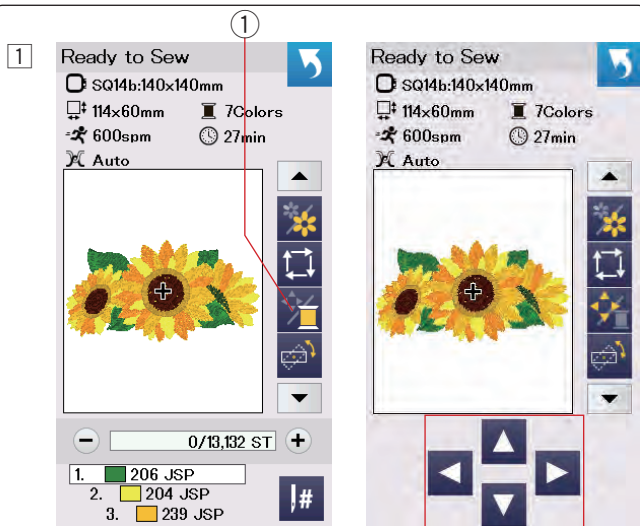 ①
1
Ready to Sew
SQ14b:140x140mm
114x60mm 7Colors
600spm 27min
Auto
− 0/13,132 ST +
1. 206 JSP
2. 204 JSP
3. 239 JSP
#
Ready to Sew
SQ14b:140x140mm
114x60mm 7Colors
600spm 27min
Auto